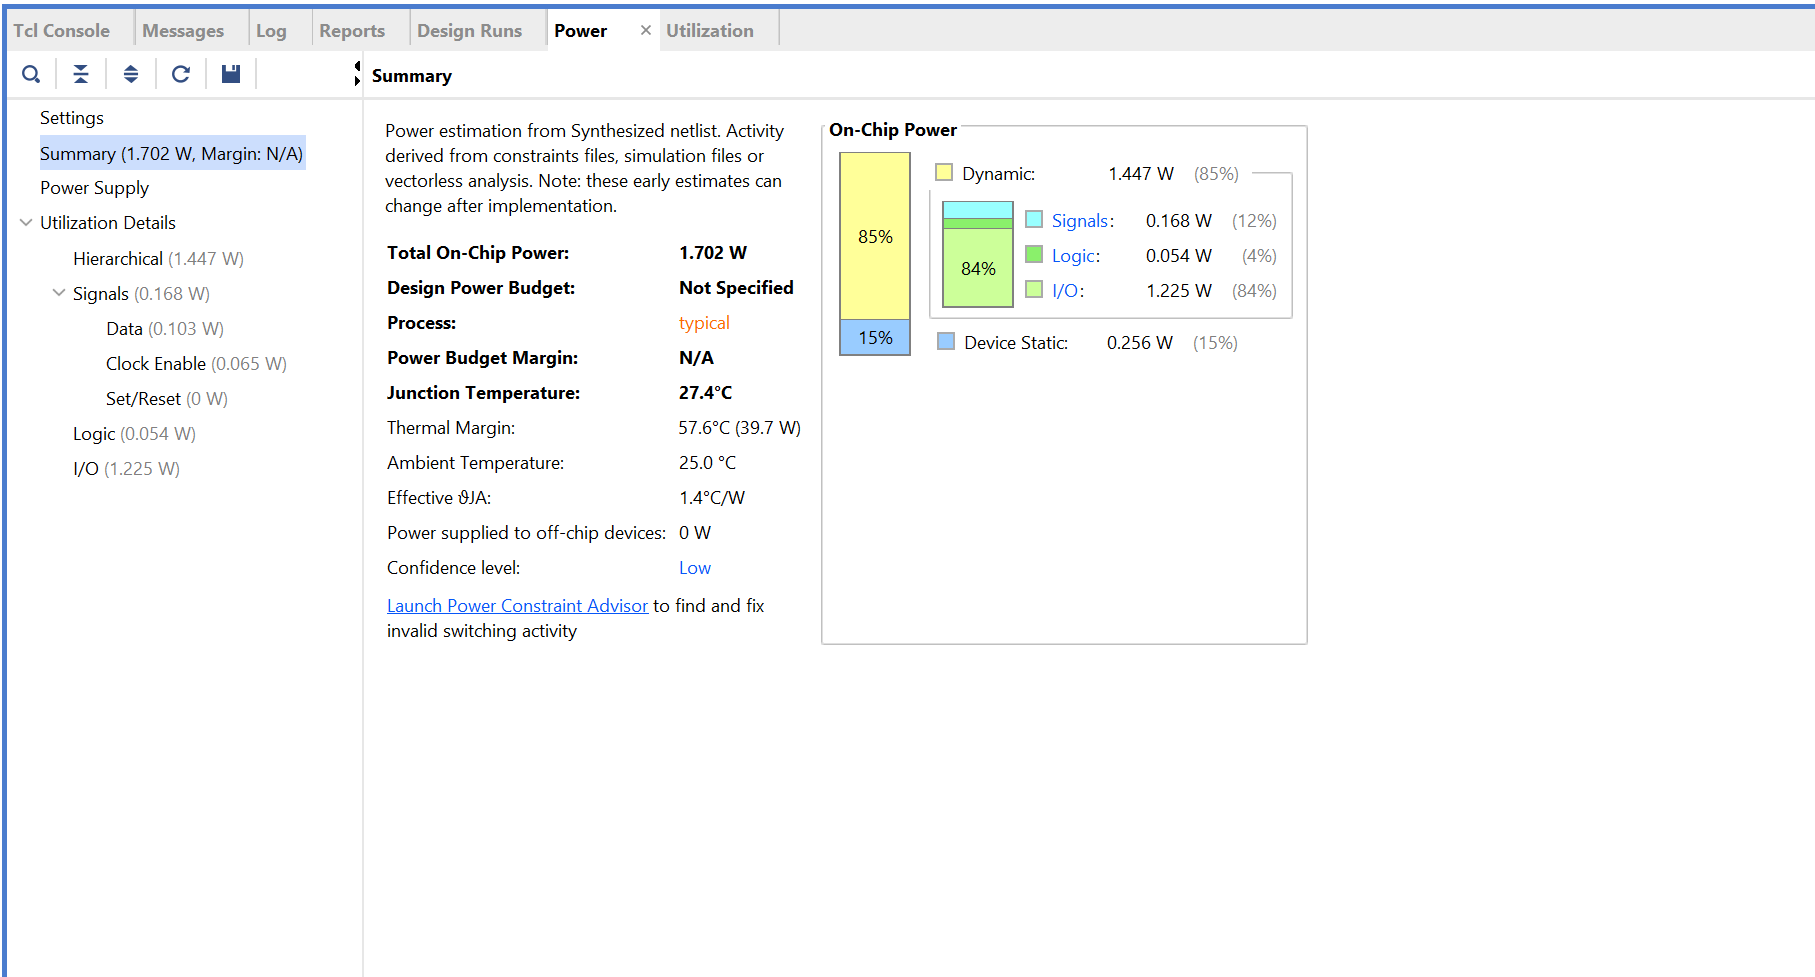 Tcl Console Messages Log Reports Design Runs Power × Utilization
Summary
Settings
Summary (1.702 W, Margin: N/A)
Power Supply
Utilization Details
Hierarchical (1.447 W)
Signals (0.168 W)
Data (0.103 W)
Clock Enable (0.065 W)
Set/Reset (0 W)
Logic (0.054 W)
I/O (1.225 W)
Power estimation from Synthesized netlist. Activity
derived from constraints files, simulation files or
vectorless analysis. Note: these early estimates can
change after implementation.
Total On-Chip Power: 1.702 W
Design Power Budget: Not Specified
Process: typical
Power Budget Margin: N/A
Junction Temperature: 27.4°C
Thermal Margin: 57.6°C (39.7 W)
Ambient Temperature: 25.0 °C
Effective ϑJA: 1.4°C/W
Power supplied to off-chip devices: 0 W
Confidence level: Low
Launch Power Constraint Advisor to find and fix
invalid switching activity
On-Chip Power
85%
15%
Dynamic: 1.447 W (85%)
84%
Signals: 0.168 W (12%)
Logic: 0.054 W (4%)
I/O: 1.225 W (84%)
Device Static: 0.256 W (15%)